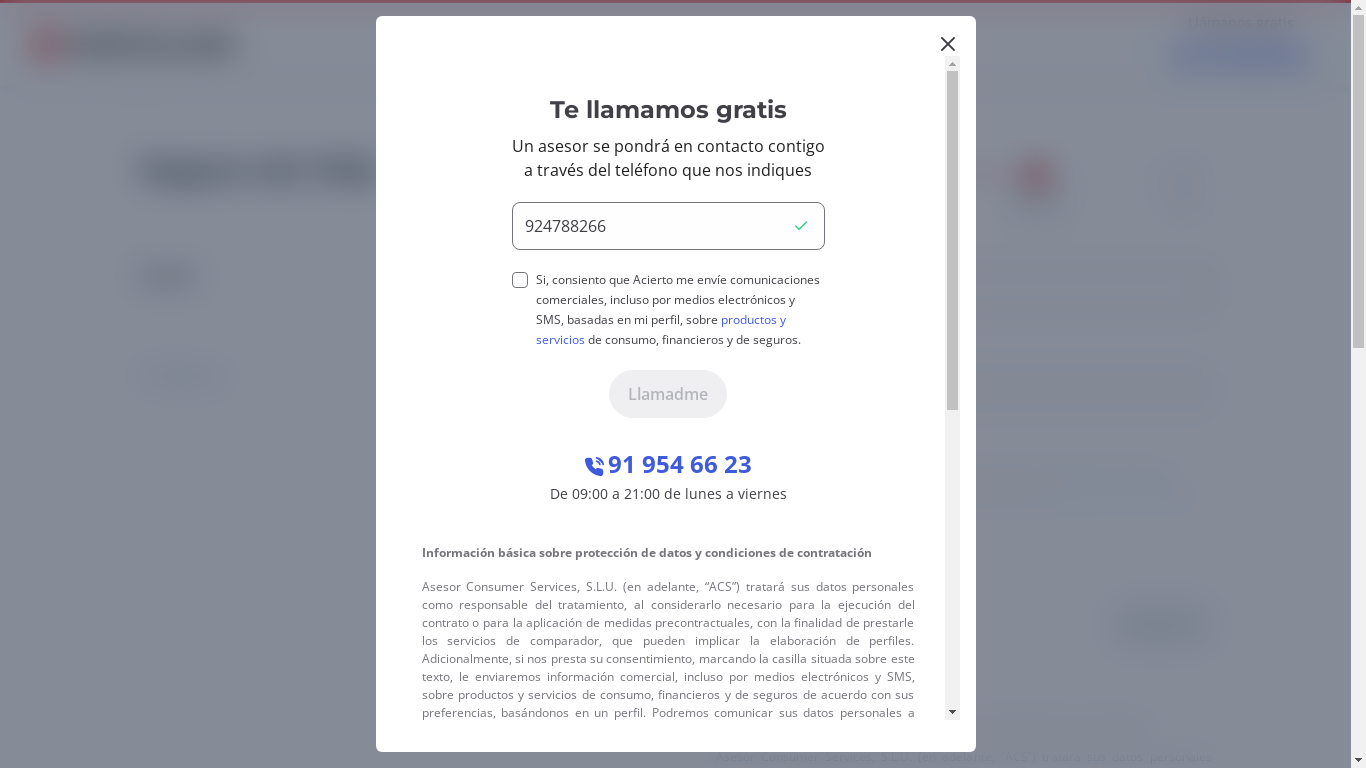 Te llamamos gratis
Un asesor se pondrá en contacto contigo
a través del teléfono que nos indiques
924788266
Si, consiento que Acierto me envíe comunicaciones
comerciales, incluso por medios electrónicos y
SMS, basadas en mi perfil, sobre productos y
servicios de consumo, financieros y de seguros.
Llamadme
91 954 66 23
De 09:00 a 21:00 de lunes a viernes
Información básica sobre protección de datos y condiciones de contratación
Asesor Consumer Services, S.L.U. (en adelante, “ACS”) tratará sus datos personales
como responsable del tratamiento, al considerarlo necesario para la ejecución del
contrato o para la aplicación de medidas precontractuales, con la finalidad de prestarle
los servicios de comparador, que pueden implicar la elaboración de perfiles.
Adicionalmente, si nos presta su consentimiento, marcando la casilla situada sobre este
texto, le enviaremos información comercial, incluso por medios electrónicos y SMS,
sobre productos y servicios de consumo, financieros y de seguros de acuerdo con sus
preferencias, basándonos en un perfil. Podremos comunicar sus datos personales a